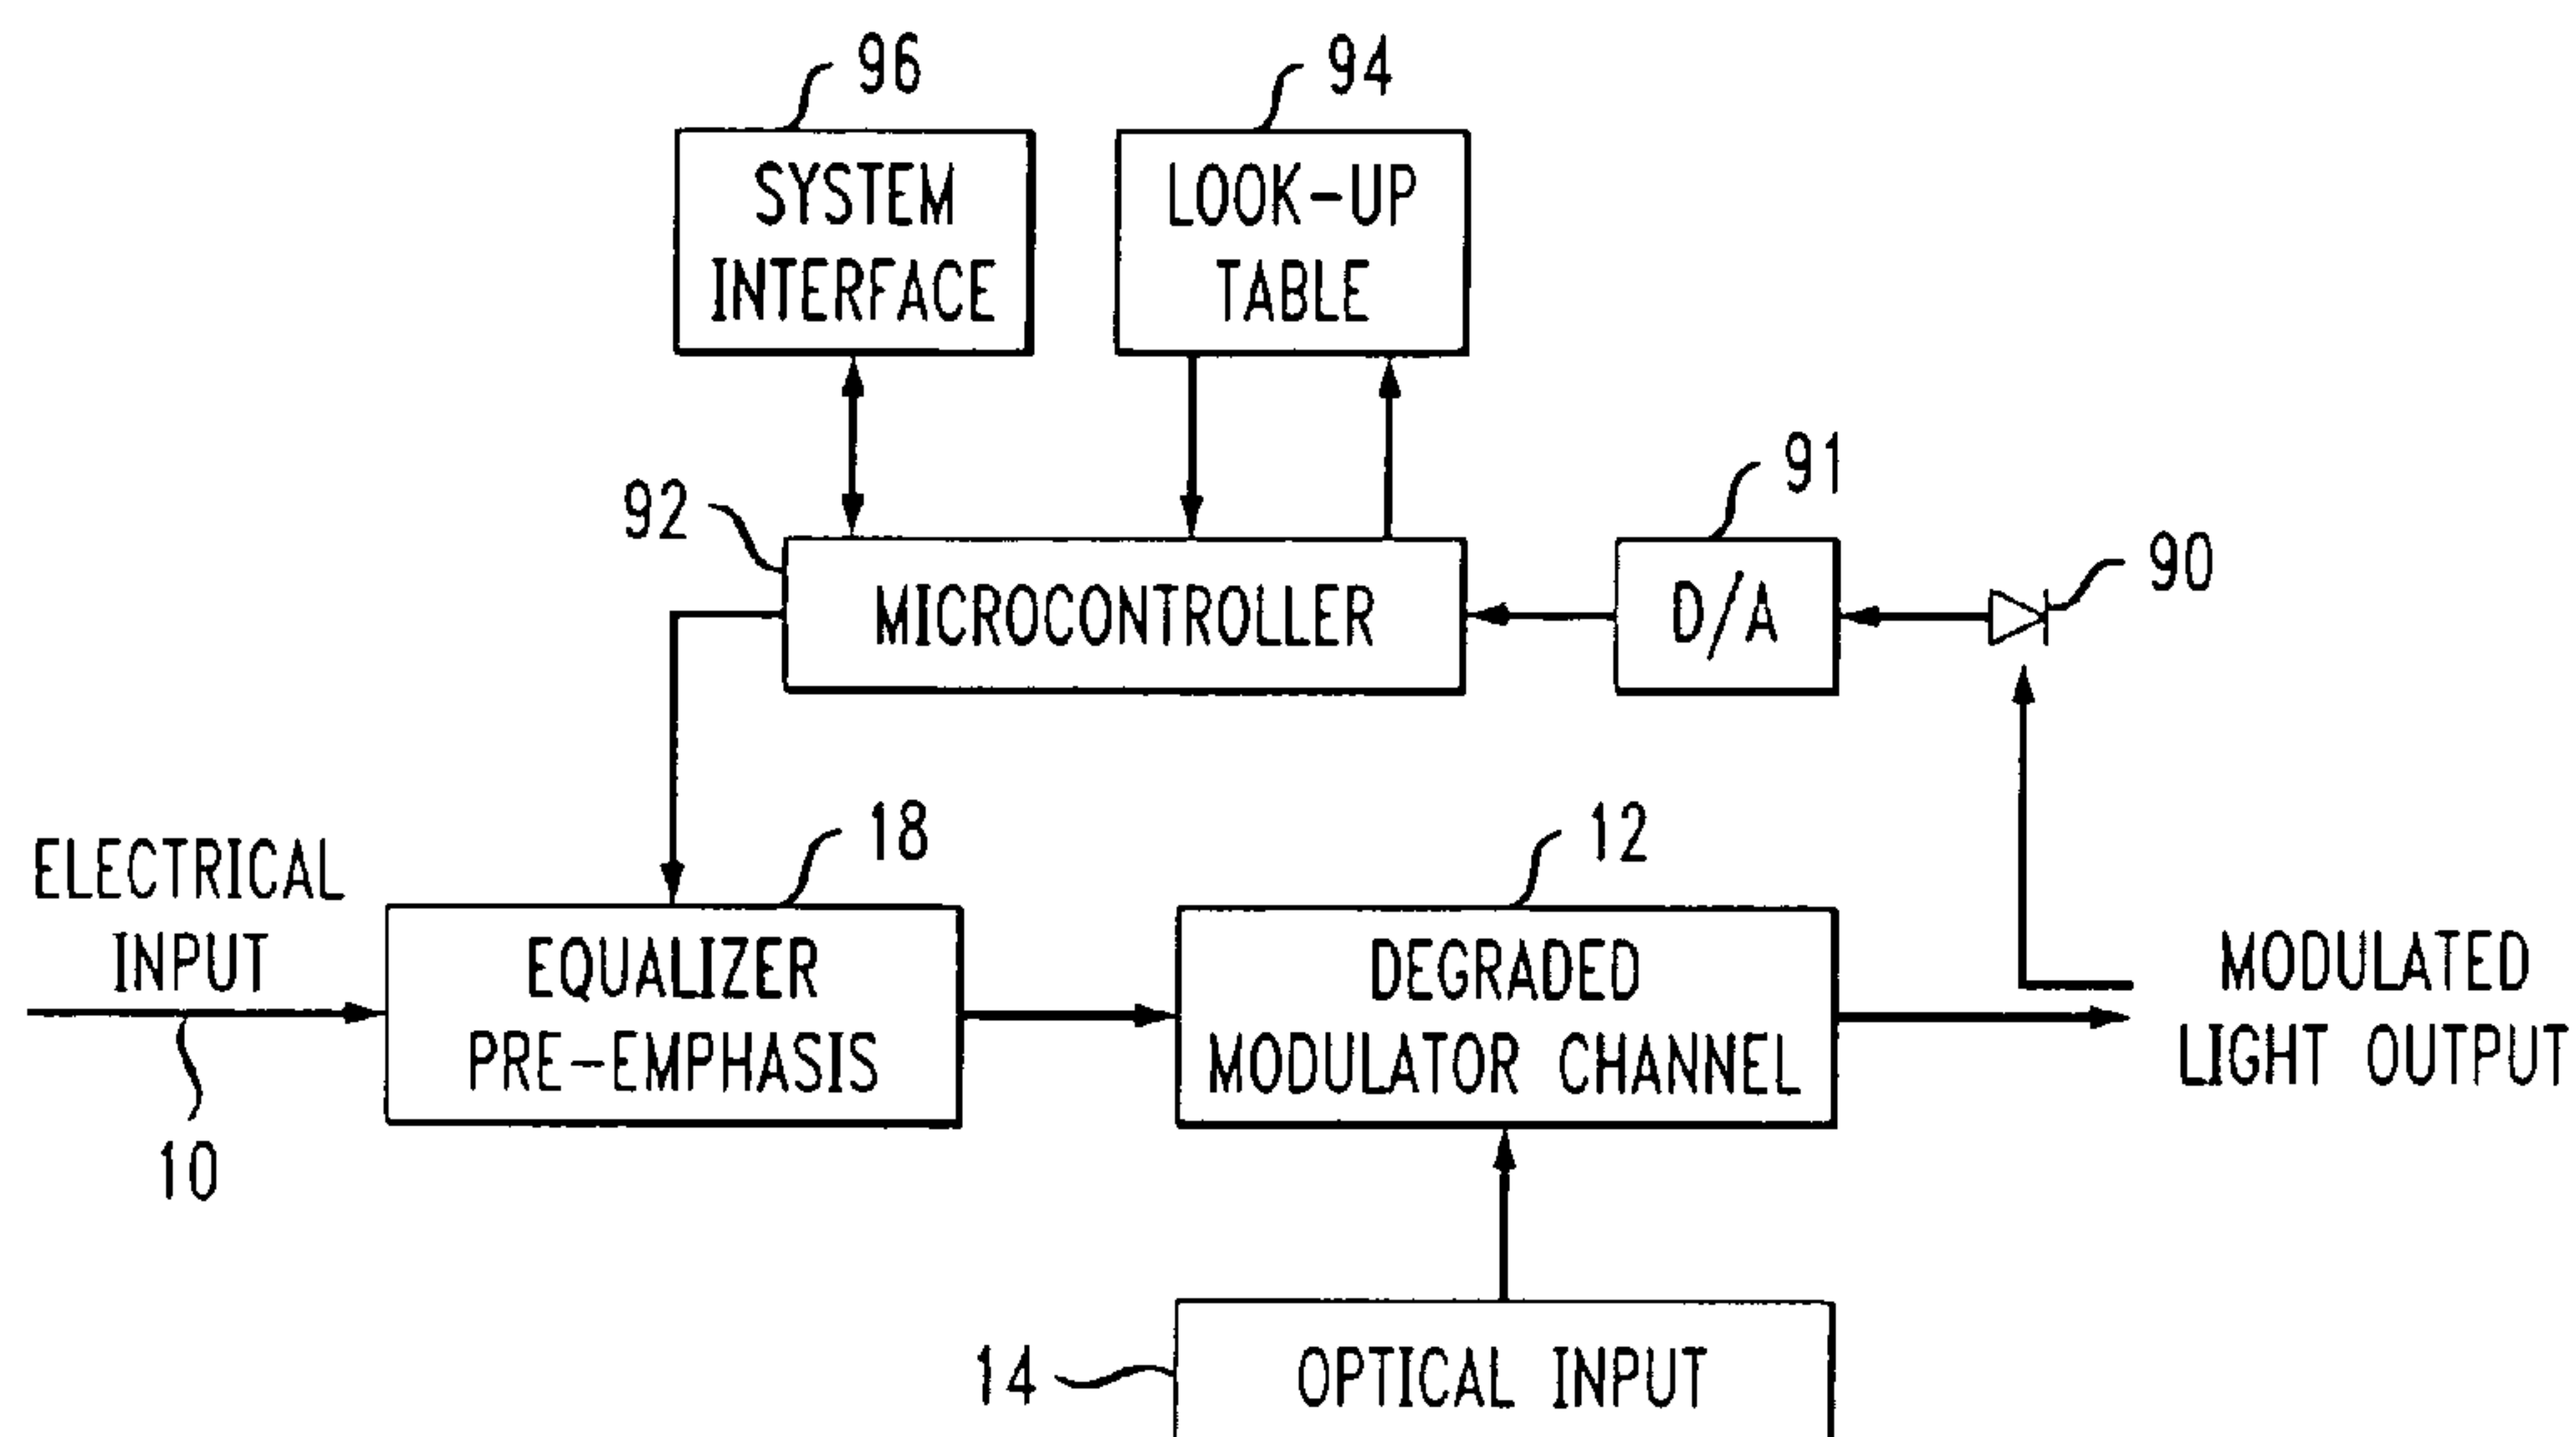 96
94
SYSTEM
INTERFACE
LOOK-UP
TABLE
91
92
90
MICROCONTROLLER
D/A
18
12
ELECTRICAL
INPUT
EQUALIZER
PRE-EMPHASIS
DEGRADED
MODULATOR CHANNEL
MODULATED
LIGHT OUTPUT
10
14
OPTICAL INPUT